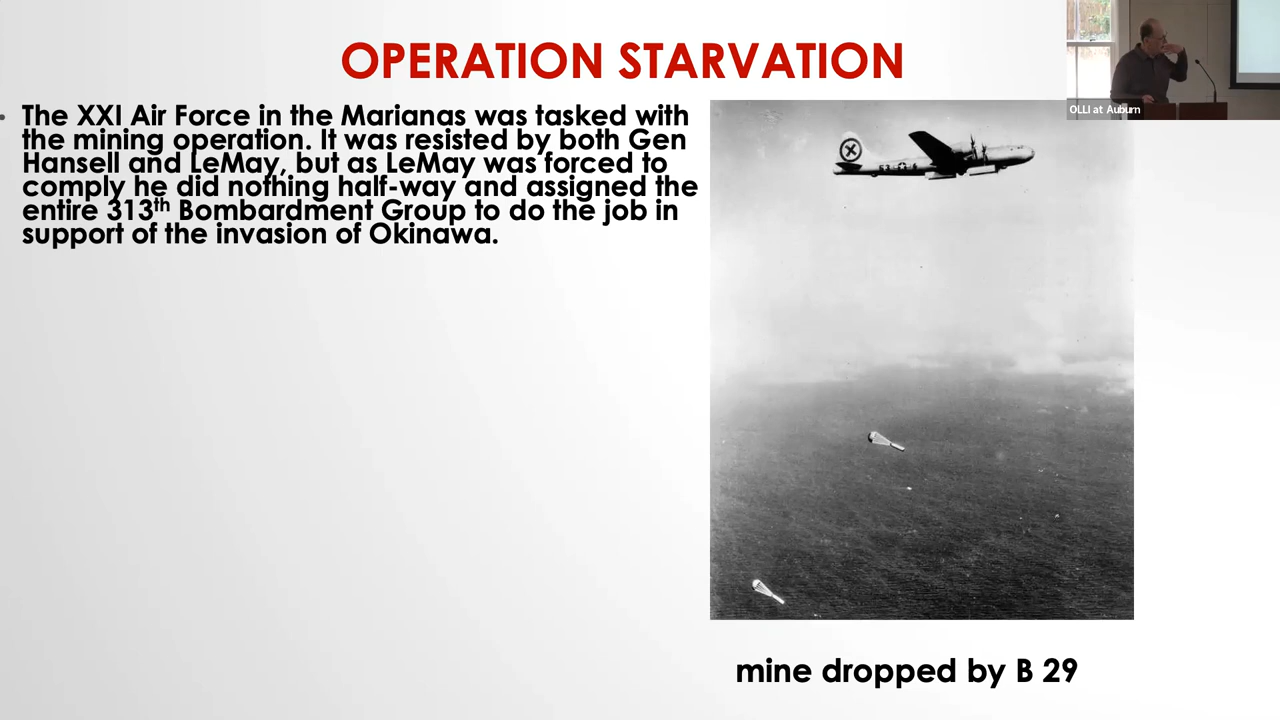 OPERATION STARVATION
OLLI at Auburn
• The XXI Air Force in the Marianas was tasked with
the mining operation. It was resisted by both Gen
Hansell and LeMay, but as LeMay was forced to
comply he did nothing half-way and assigned the
entire 313th Bombardment Group to do the job in
support of the invasion of Okinawa.
mine dropped by B 29